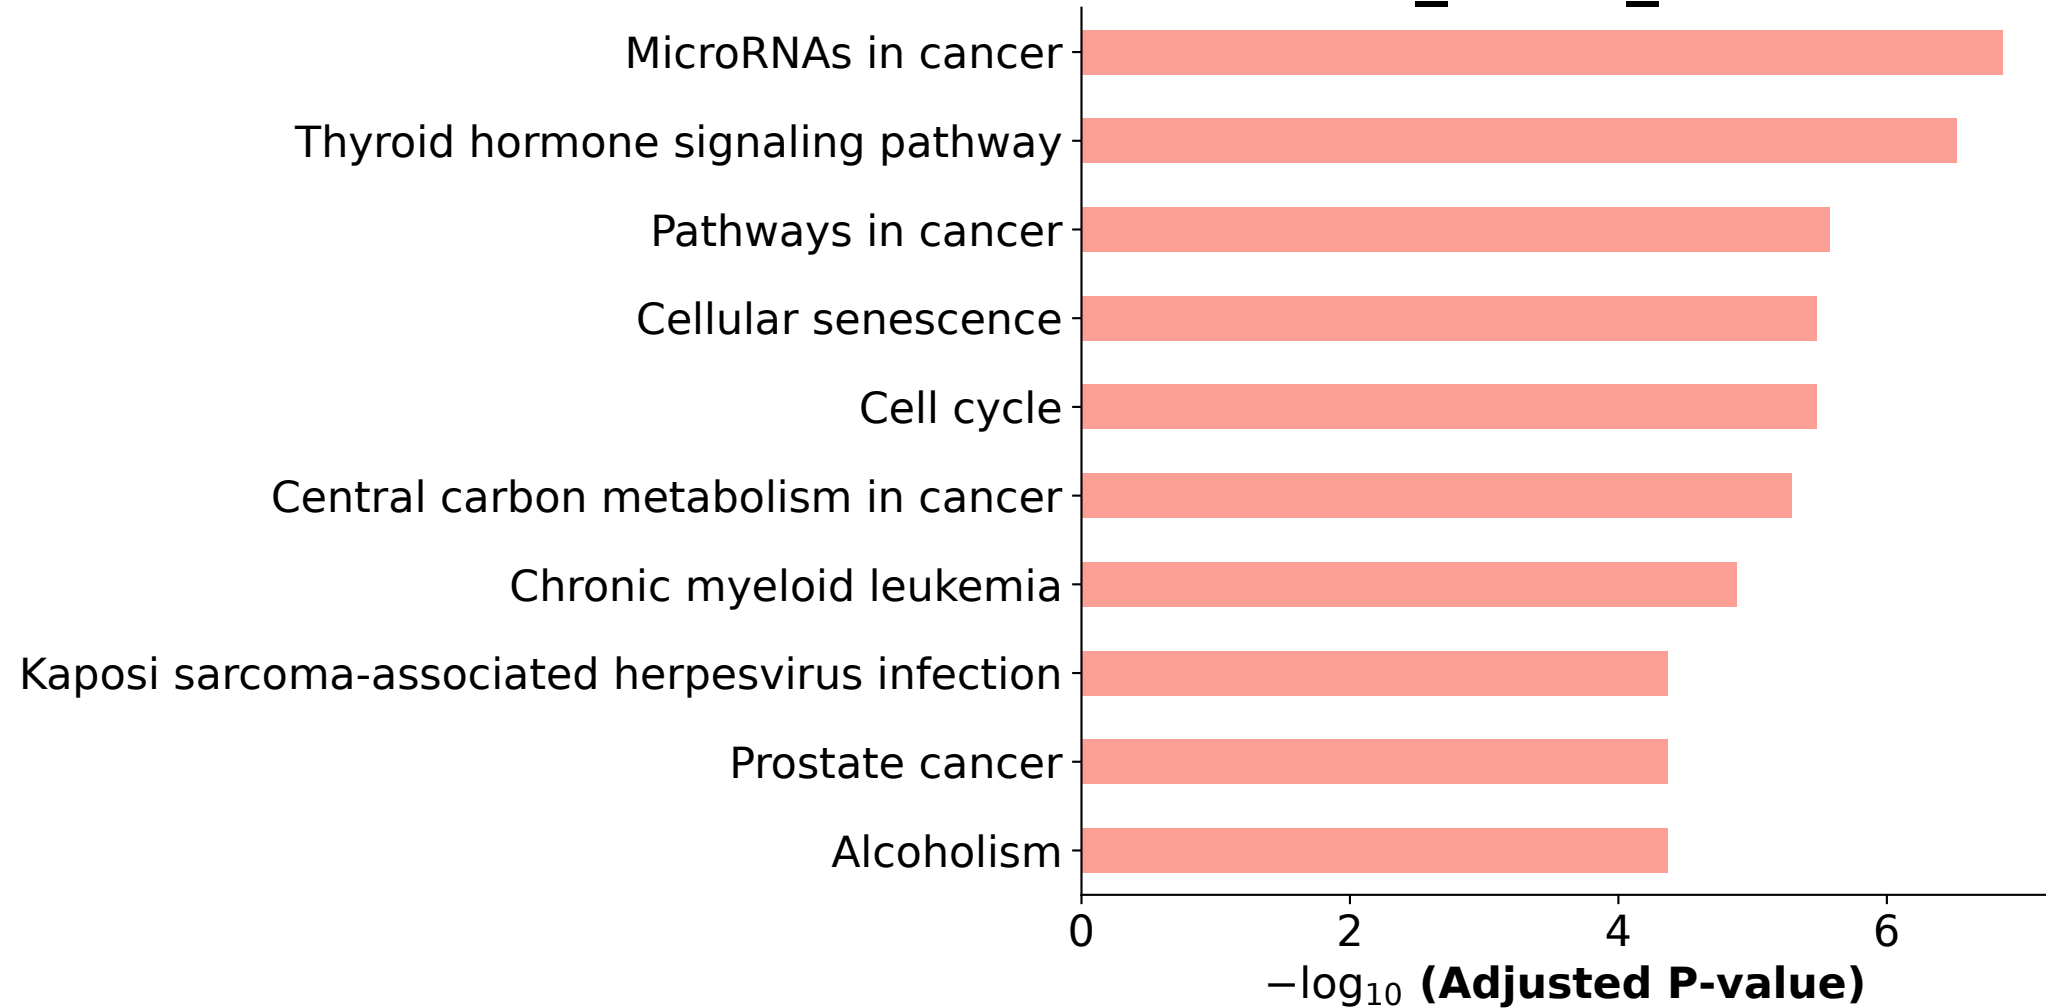 MicroRNAs in cancer
Thyroid hormone signaling pathway
Pathways in cancer
Cellular senescence
Cell cycle
Central carbon metabolism in cancer
Chronic myeloid leukemia
Kaposi sarcoma-associated herpesvirus infection
Prostate cancer
Alcoholism
0 2 4 6
−log₁₀ (Adjusted P-value)